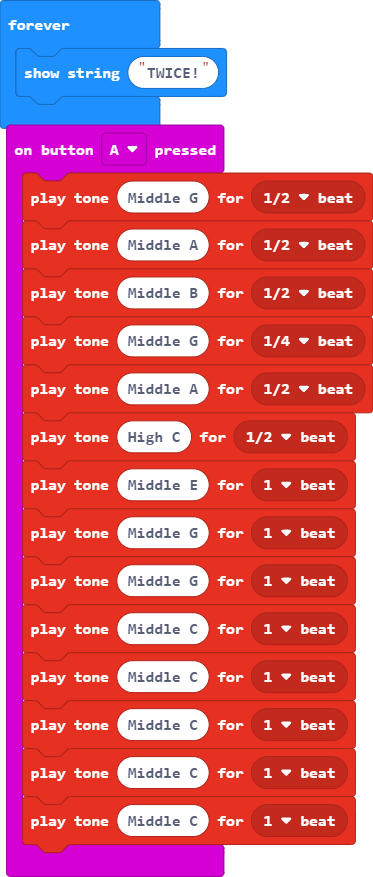 forever
show string "TWICE!"
on button A pressed
play tone Middle G for 1/2 beat
play tone Middle A for 1/2 beat
play tone Middle B for 1/2 beat
play tone Middle G for 1/4 beat
play tone Middle A for 1/2 beat
play tone High C for 1/2 beat
play tone Middle E for 1 beat
play tone Middle G for 1 beat
play tone Middle G for 1 beat
play tone Middle C for 1 beat
play tone Middle C for 1 beat
play tone Middle C for 1 beat
play tone Middle C for 1 beat
play tone Middle C for 1 beat